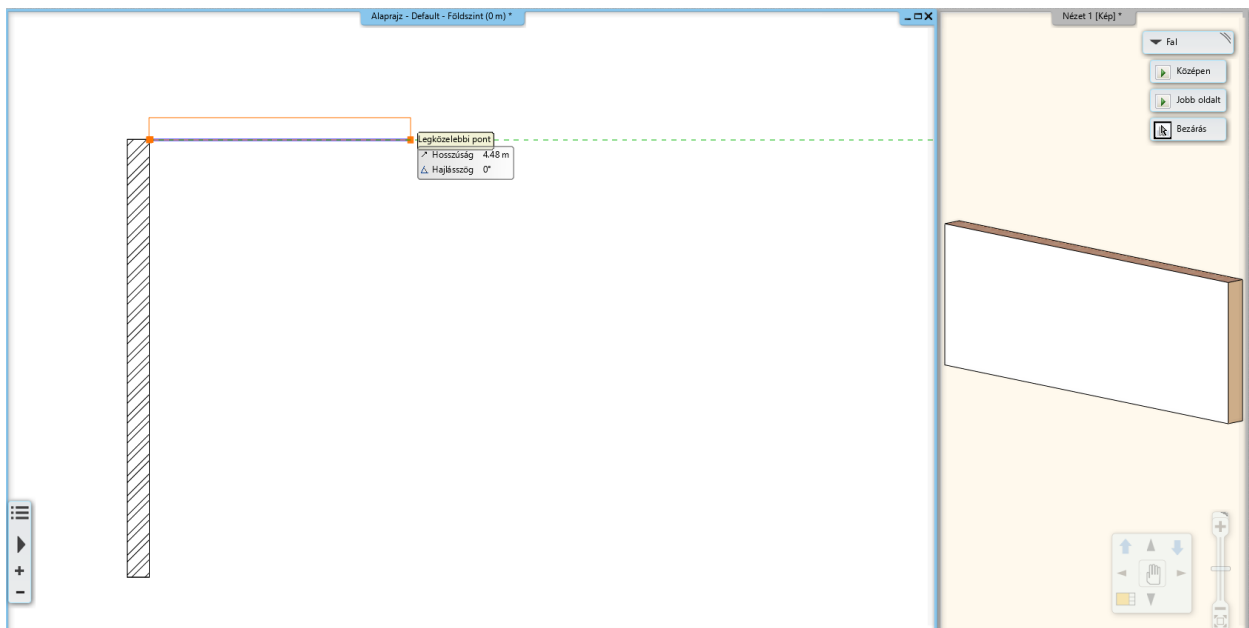 Alaprajz - Default - Földszint (0 m) *
Nézet 1 [Kép] *
Fal
Középen
Jobb oldalt
Bezárás
Legközelebbi pont
Hosszúság 4.48 m
Hajlásszög 0°